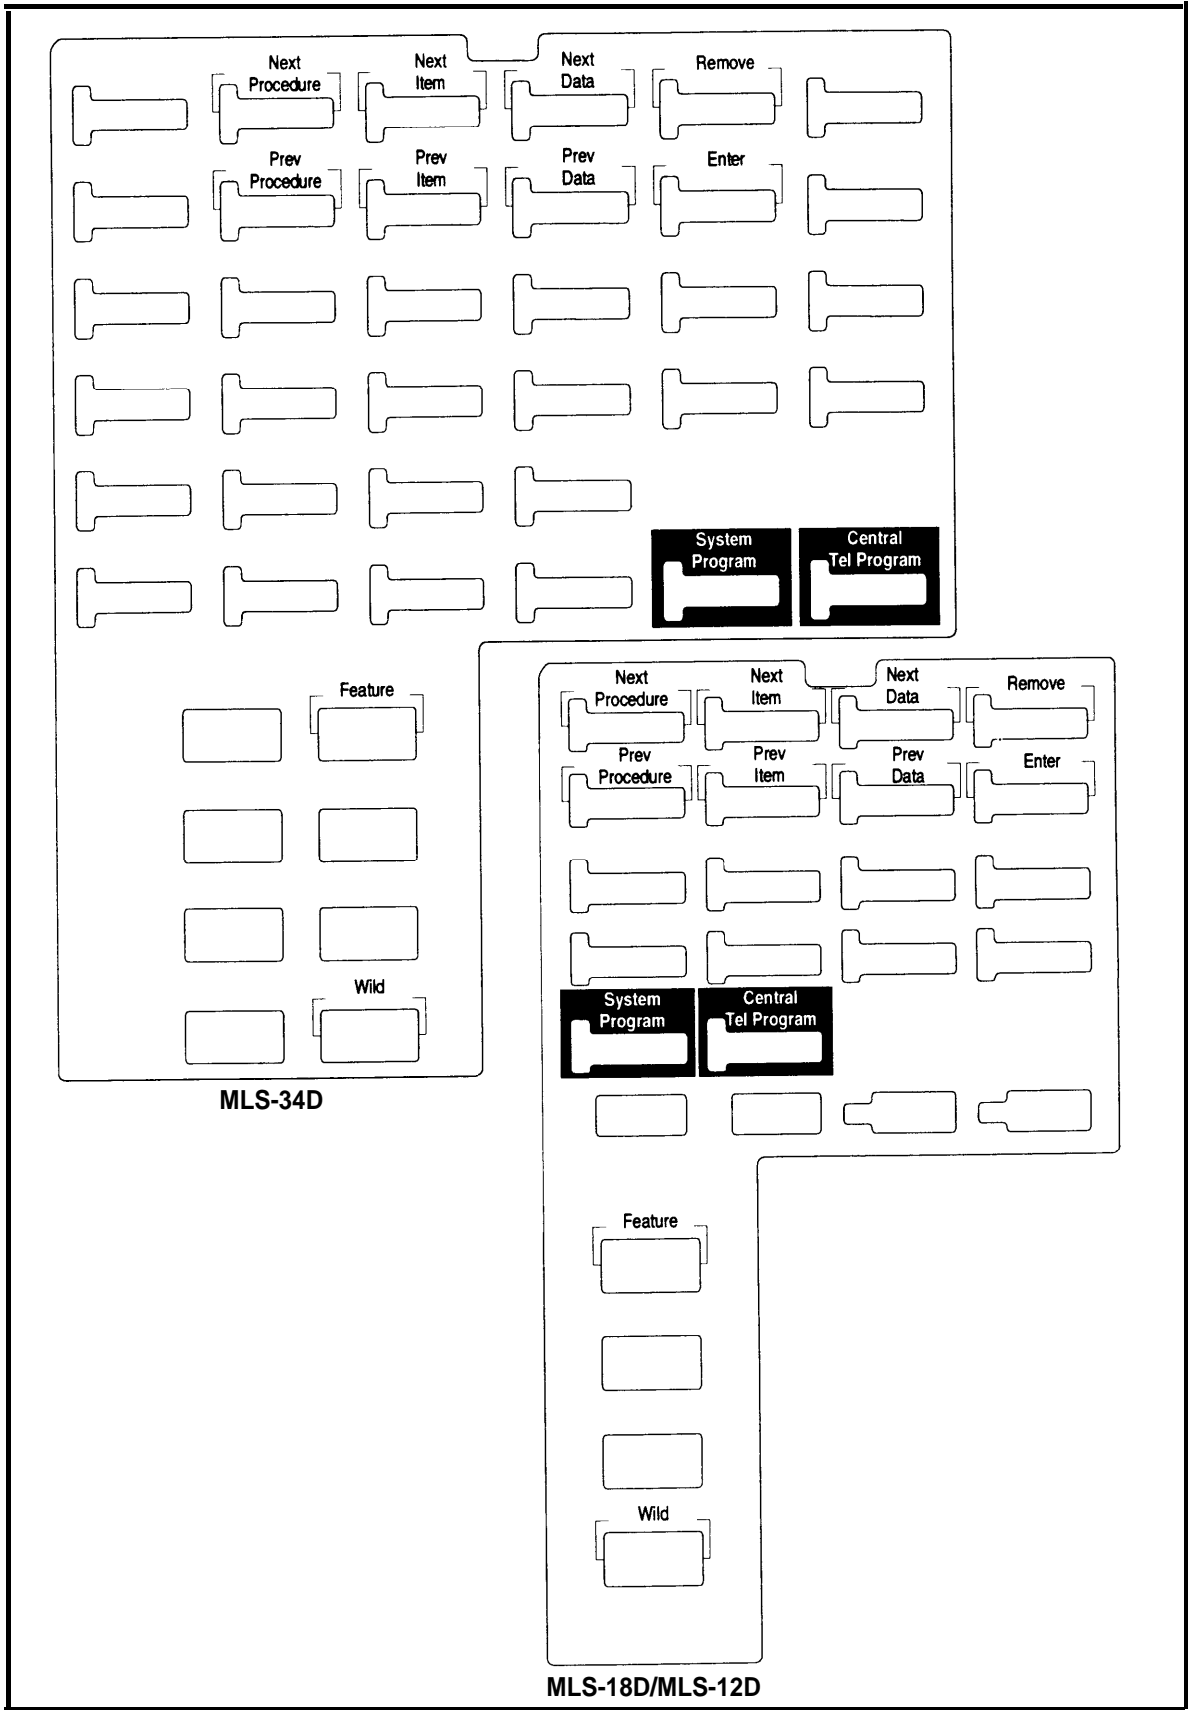 Next
Procedure
Next
Item
Next
Data
Remove
Prev
Procedure
Prev
Item
Prev
Data
Enter
System
Program
Central
Tel Program
Feature
Wild
MLS-34D
Next
Procedure
Next
Item
Next
Data
Remove
Prev
Procedure
Prev
Item
Prev
Data
Enter
System
Program
Central
Tel Program
Feature
Wild
MLS-18D/MLS-12D